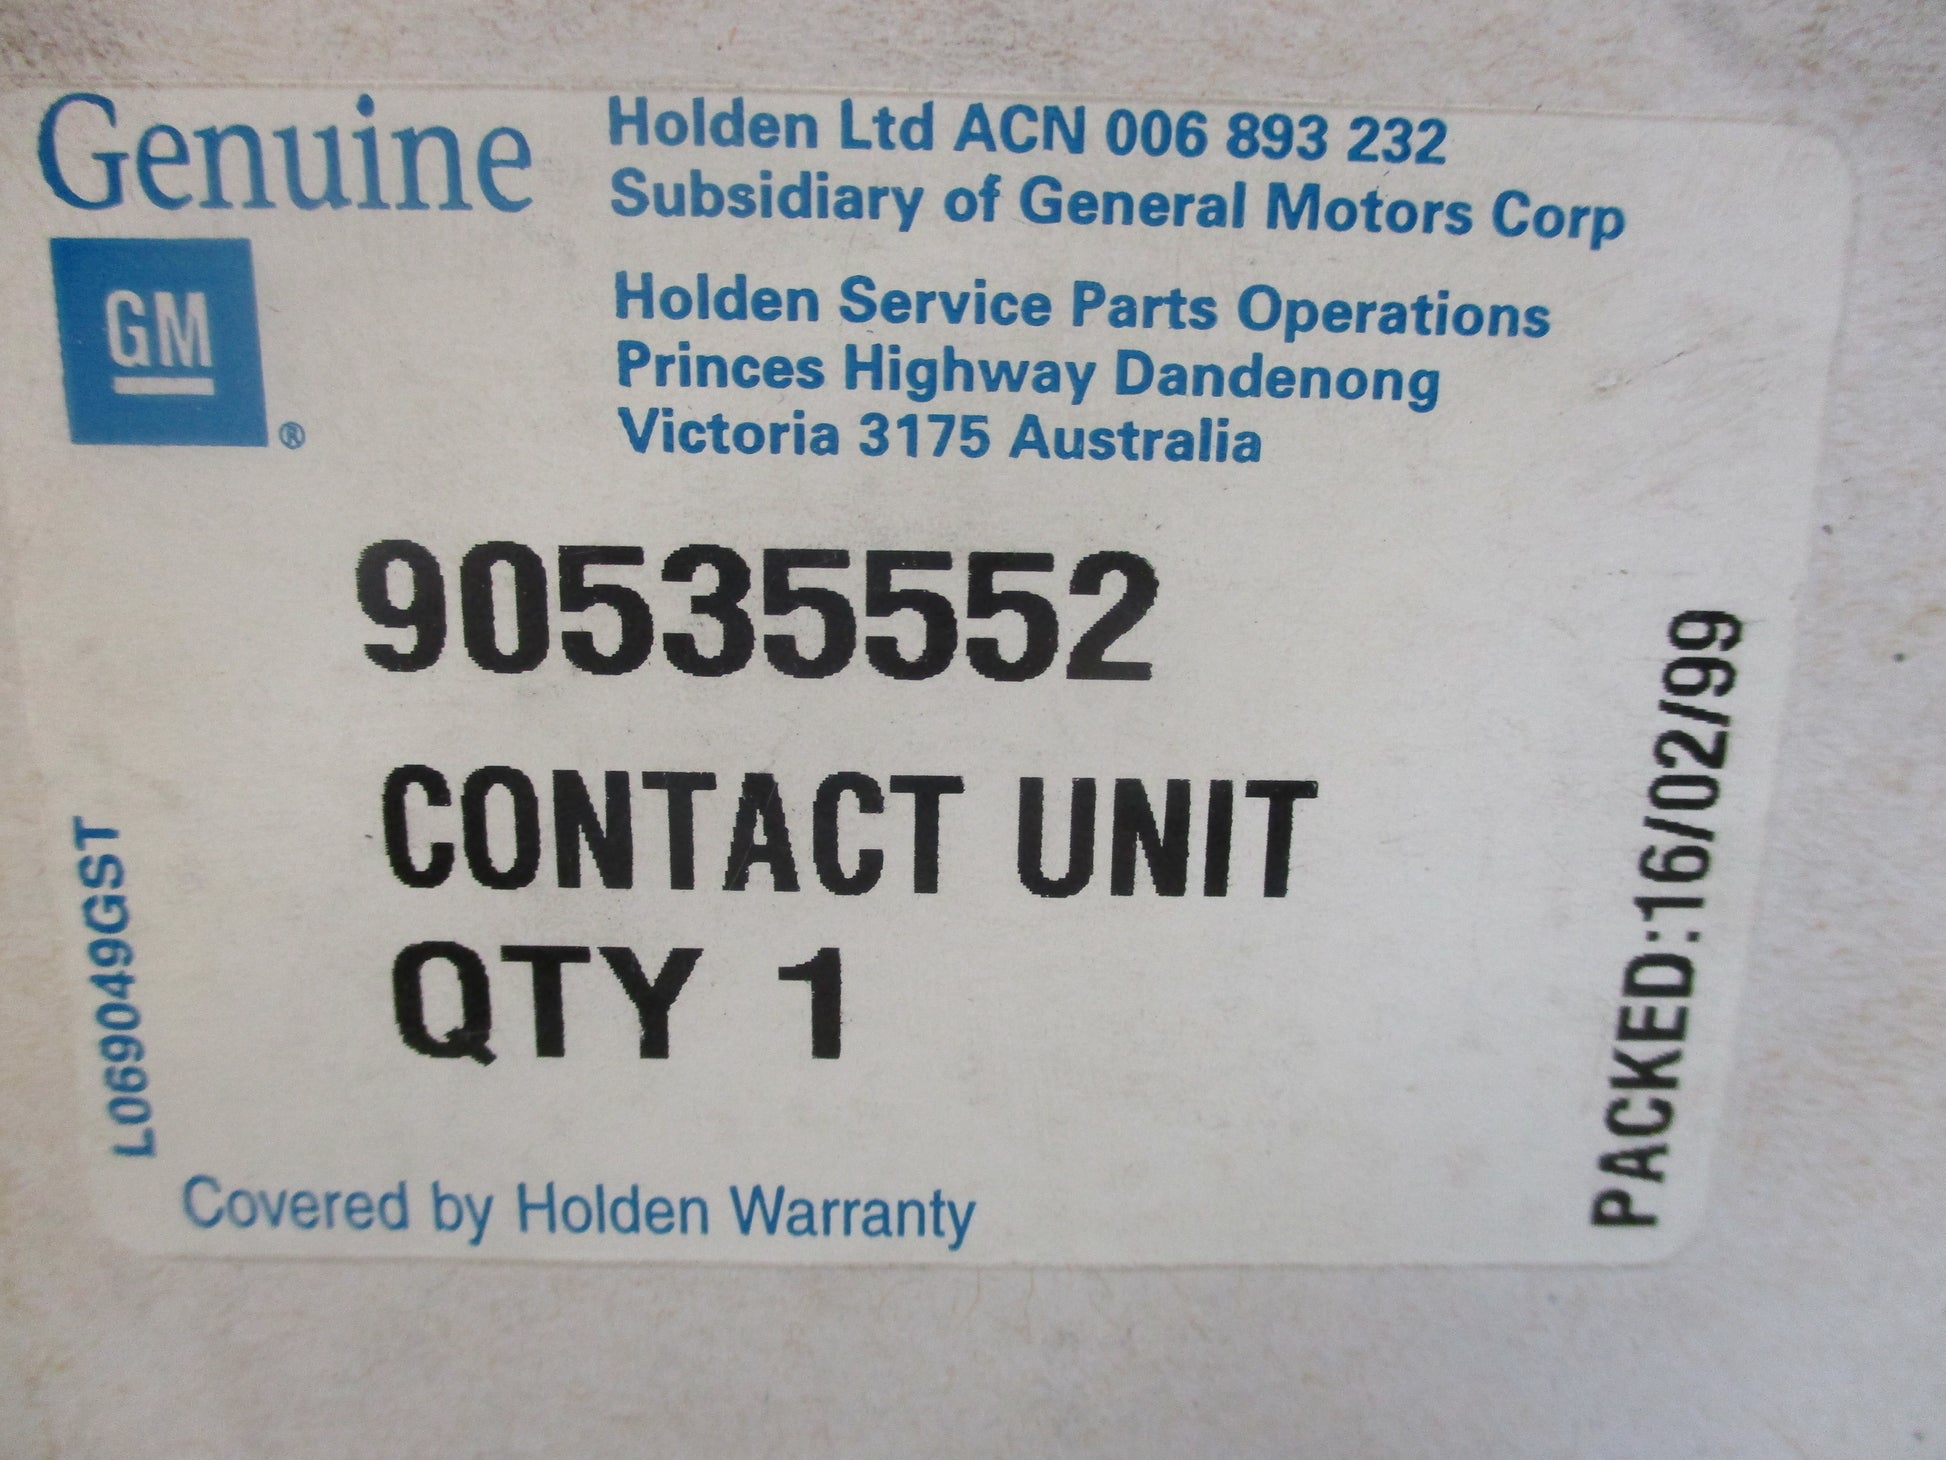 Genuine
GM
®
Holden Ltd ACN 006 893 232
Subsidiary of General Motors Corp
Holden Service Parts Operations
Princes Highway Dandenong
Victoria 3175 Australia
90535552
CONTACT UNIT
QTY 1
L069049GST
PACKED:16/02/99
Covered by Holden Warranty